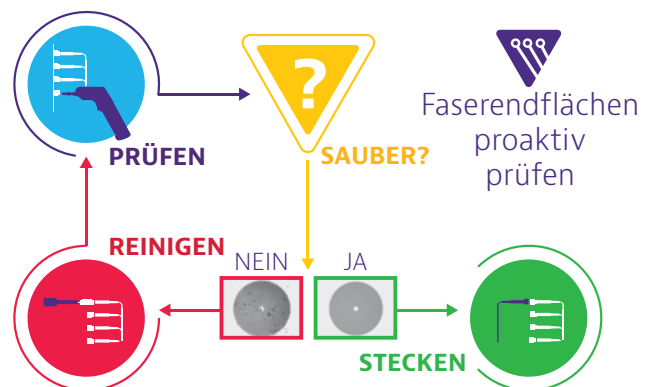 ?
Faserendflächen
proaktiv
prüfen
PRÜFEN
SAUBER?
REINIGEN
NEIN
JA
STECKEN